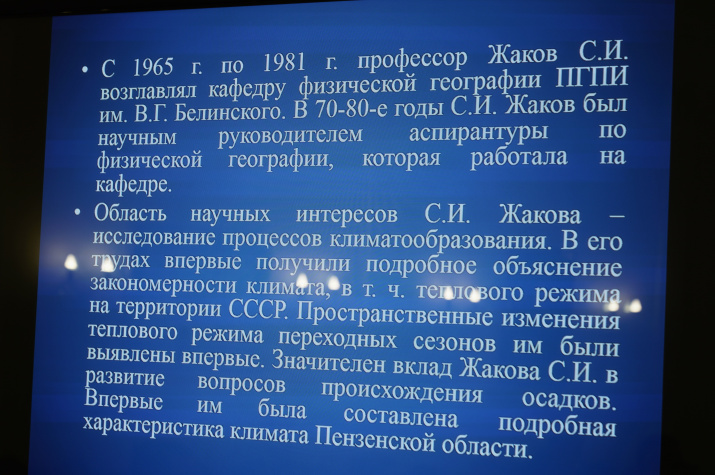 • С 1965 г. по 1981 г. профессор Жаков С.И.
возглавлял кафедру физической географии ПГПИ
им. В.Г. Белинского. В 70-80-е годы С.И. Жаков был
научным руководителем аспирантуры по
физической географии, которая работала на
кафедре.
• Область научных интересов С.И. Жакова –
исследование процессов климатообразования. В его
трудах впервые получили подробное объяснение
закономерности климата, в т. ч. теплового режима
на территории СССР. Пространственные изменения
теплового режима переходных сезонов им были
выявлены впервые. Значителен вклад Жакова С.И. в
развитие вопросов происхождения осадков.
Впервые им была составлена подробная
характеристика климата Пензенской области.